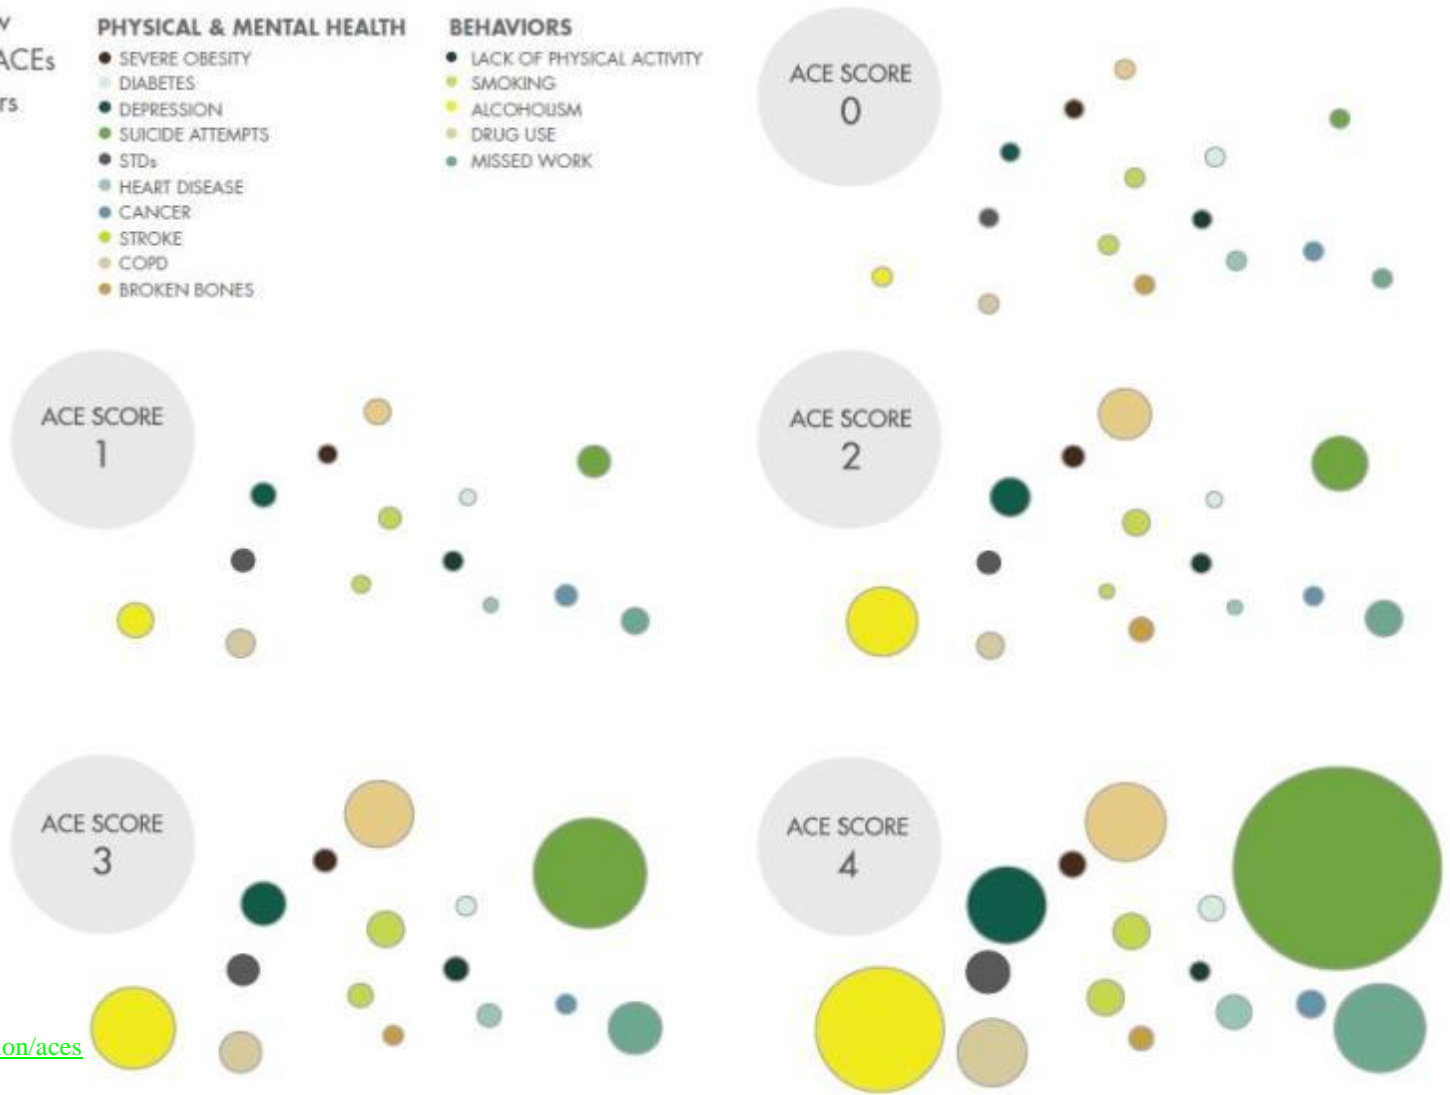 ACEs
PHYSICAL & MENTAL HEALTH
SEVERE OBESITY
DIABETES
DEPRESSION
SUICIDE ATTEMPTS
STDs
HEART DISEASE
CANCER
STROKE
COPD
BROKEN BONES
BEHAVIORS
LACK OF PHYSICAL ACTIVITY
SMOKING
ALCOHOLISM
DRUG USE
MISSED WORK
ACE SCORE
0
ACE SCORE
1
ACE SCORE
2
ACE SCORE
3
ACE SCORE
4
on/aces